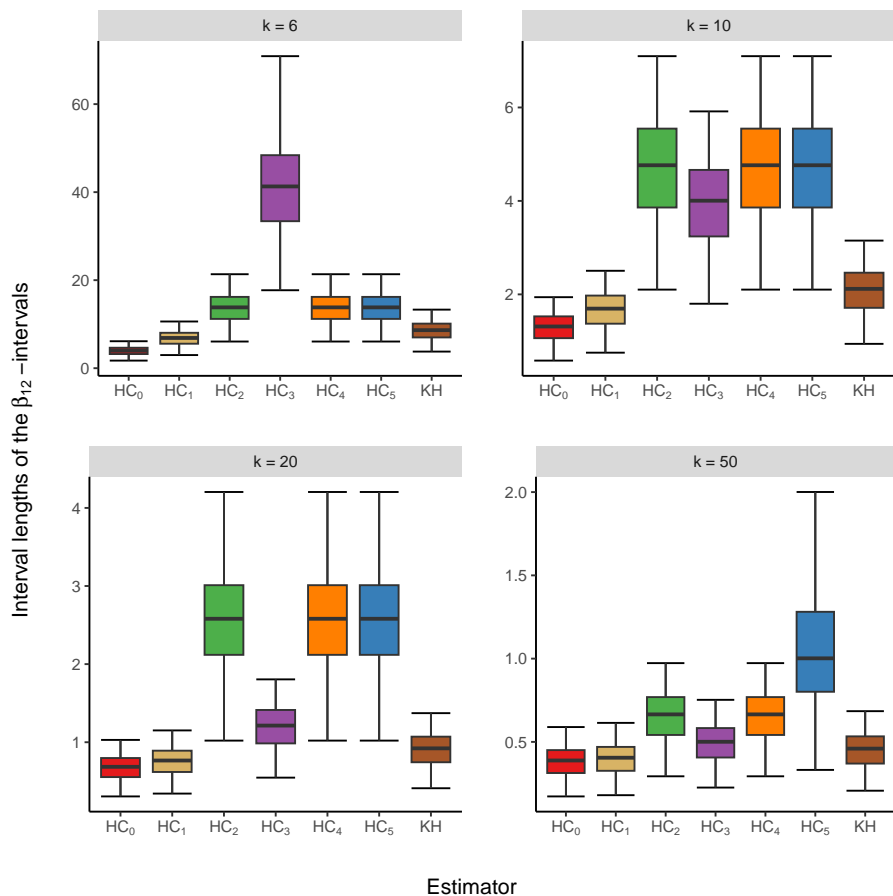 k = 6
k = 10
60
40
20
0
6
4
2
HC₀ HC₁ HC₂ HC₃ HC₄ HC₅ KH
HC₀ HC₁ HC₂ HC₃ HC₄ HC₅ KH
Interval lengths of the β₁₂ −intervals
k = 20
k = 50
4
3
2
1
2.0
1.5
1.0
0.5
HC₀ HC₁ HC₂ HC₃ HC₄ HC₅ KH
HC₀ HC₁ HC₂ HC₃ HC₄ HC₅ KH
Estimator